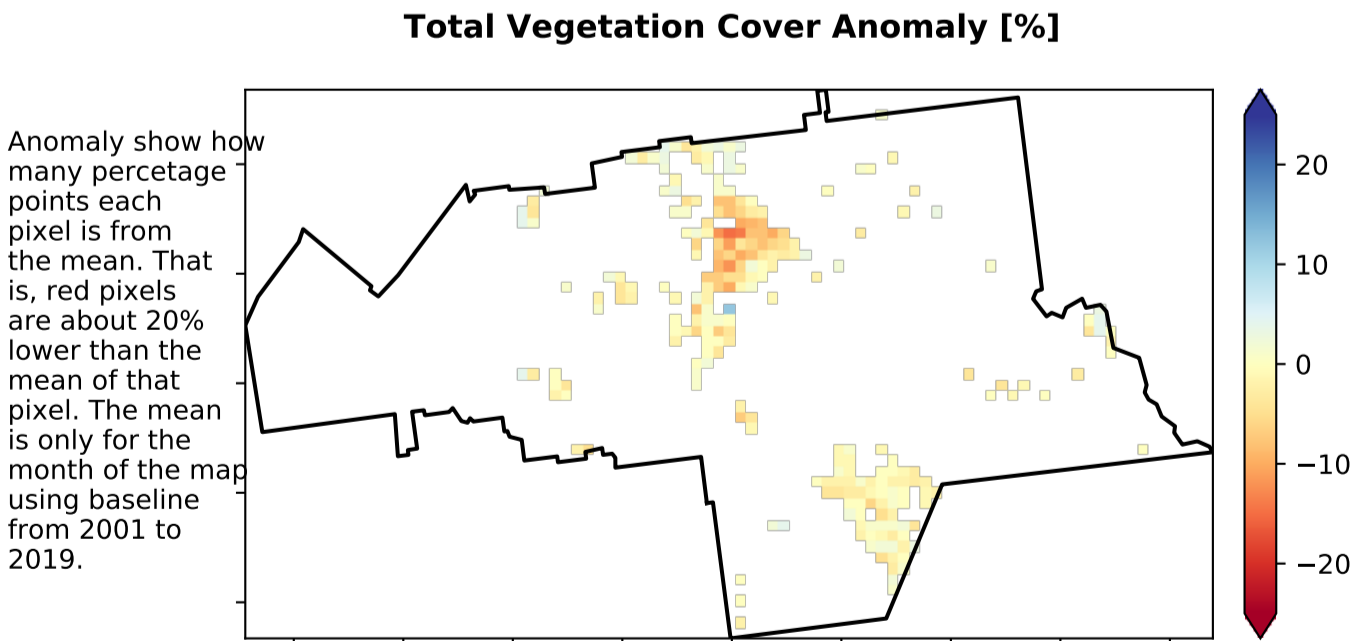 Total Vegetation Cover Anomaly [%]
Anomaly show how
many percetage
points each
pixel is from
the mean. That
is, red pixels
are about 20%
lower than the
mean of that
pixel. The mean
is only for the
month of the map
using baseline
from 2001 to
2019.
20
10
0
−10
−20